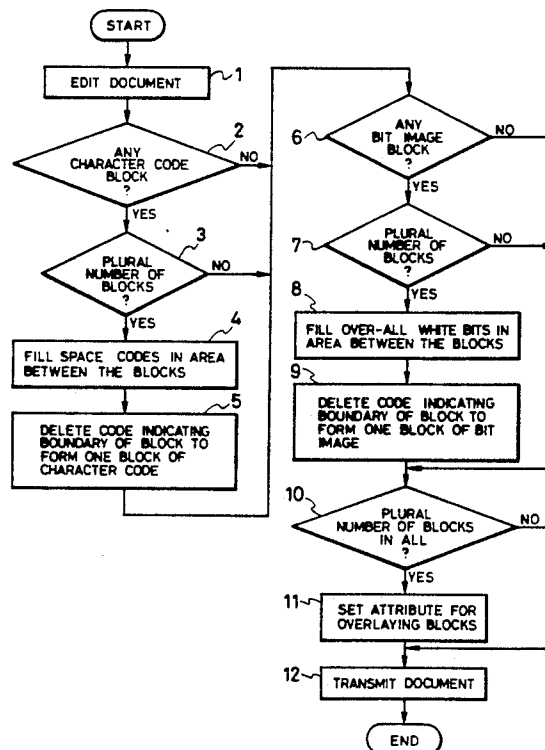 START
1
EDIT DOCUMENT
2
ANY
CHARACTER CODE
BLOCK
?
NO
YES
3
PLURAL
NUMBER OF BLOCKS
?
NO
YES
4
FILL SPACE CODES IN AREA
BETWEEN THE BLOCKS
5
DELETE CODE INDICATING
BOUNDARY OF BLOCK TO
FORM ONE BLOCK OF
CHARACTER CODE
6
ANY
BIT IMAGE
BLOCK
?
NO
YES
7
PLURAL
NUMBER OF
BLOCKS
?
NO
YES
8
FILL OVER-ALL WHITE BITS IN
AREA BETWEEN THE BLOCKS
9
DELETE CODE INDICATING
BOUNDARY OF BLOCK TO
FORM ONE BLOCK OF BIT
IMAGE
10
PLURAL
NUMBER OF BLOCKS
IN ALL
?
NO
YES
11
SET ATTRIBUTE FOR
OVERLAYING BLOCKS
12
TRANSMIT DOCUMENT
END